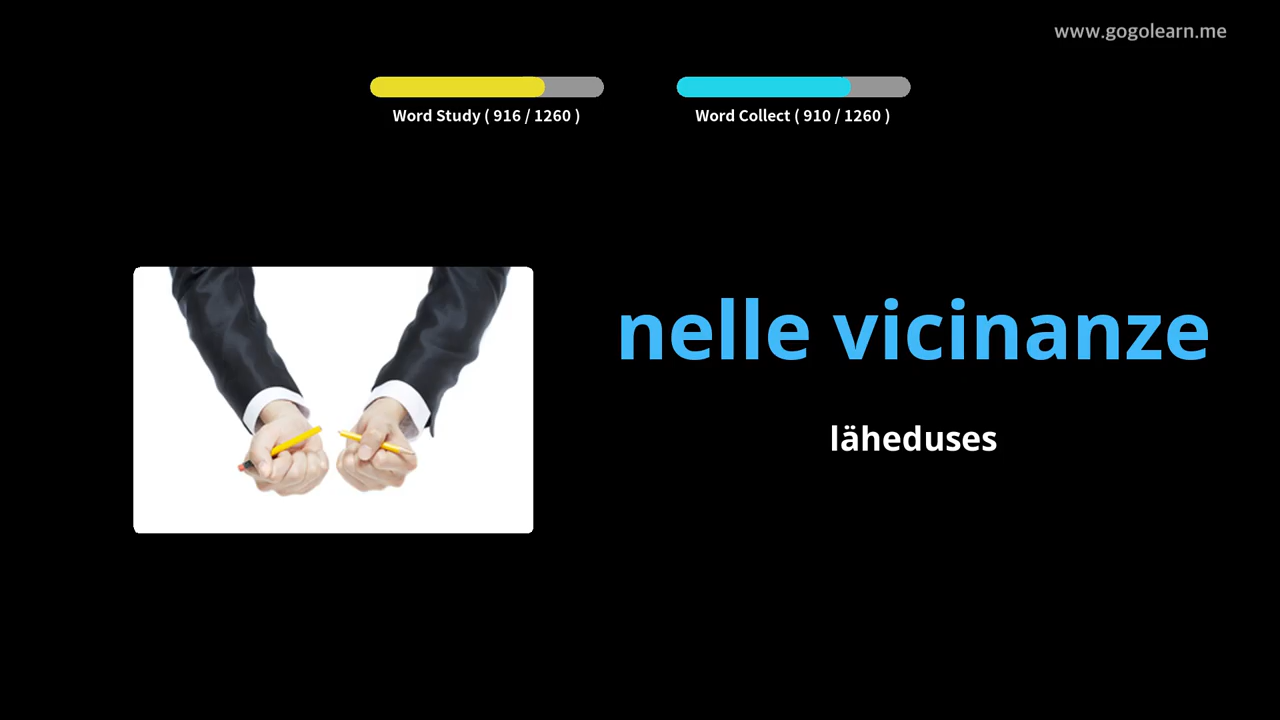 www.gogolearn.me
Word Study ( 916 / 1260 )
Word Collect ( 910 / 1260 )
nelle vicinanze
läheduses